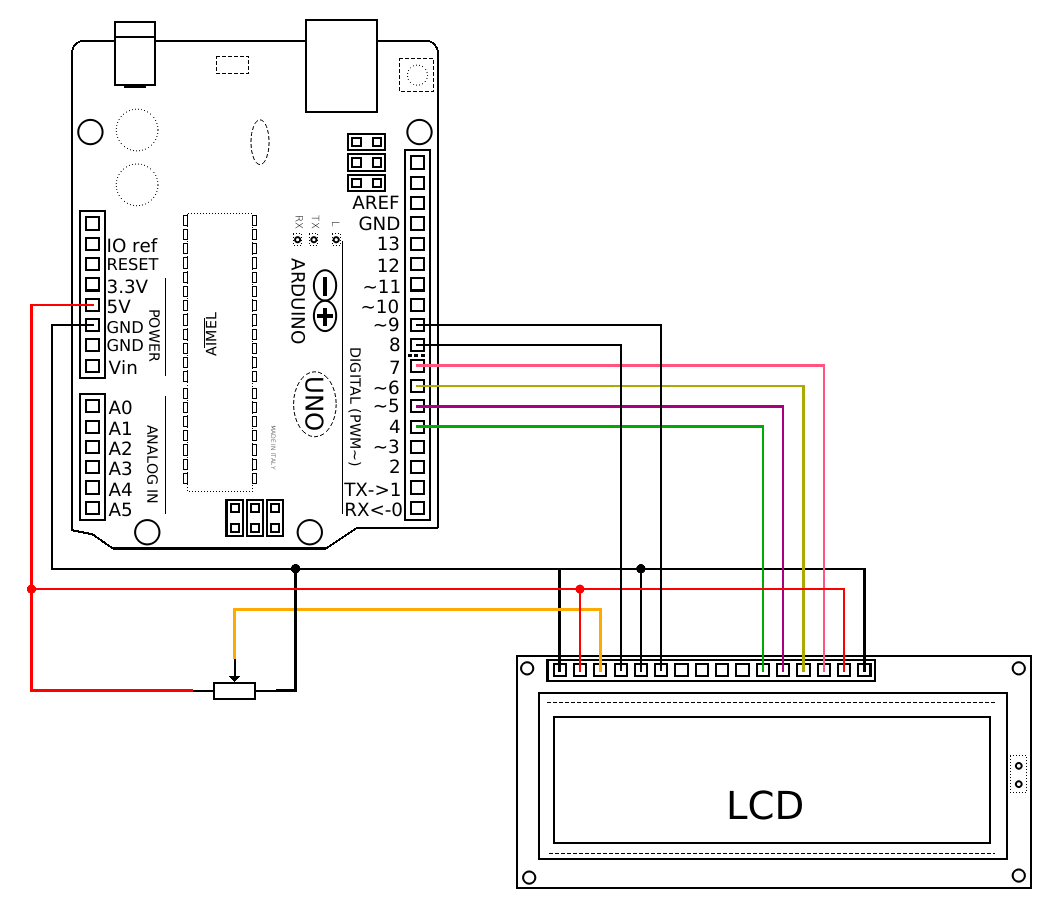 RX
TX
L
AREF
GND
13
12
~11
~10
~9
8
7
~6
~5
4
~3
2
TX->1
RX<-0
IO ref
RESET
3.3V
5V
GND
GND
Vin
POWER
A0
A1
A2
A3
A4
A5
ANALOG IN
ARDUINO
UNO
DIGITAL (PWM~)
MADE IN ITALY
LCD